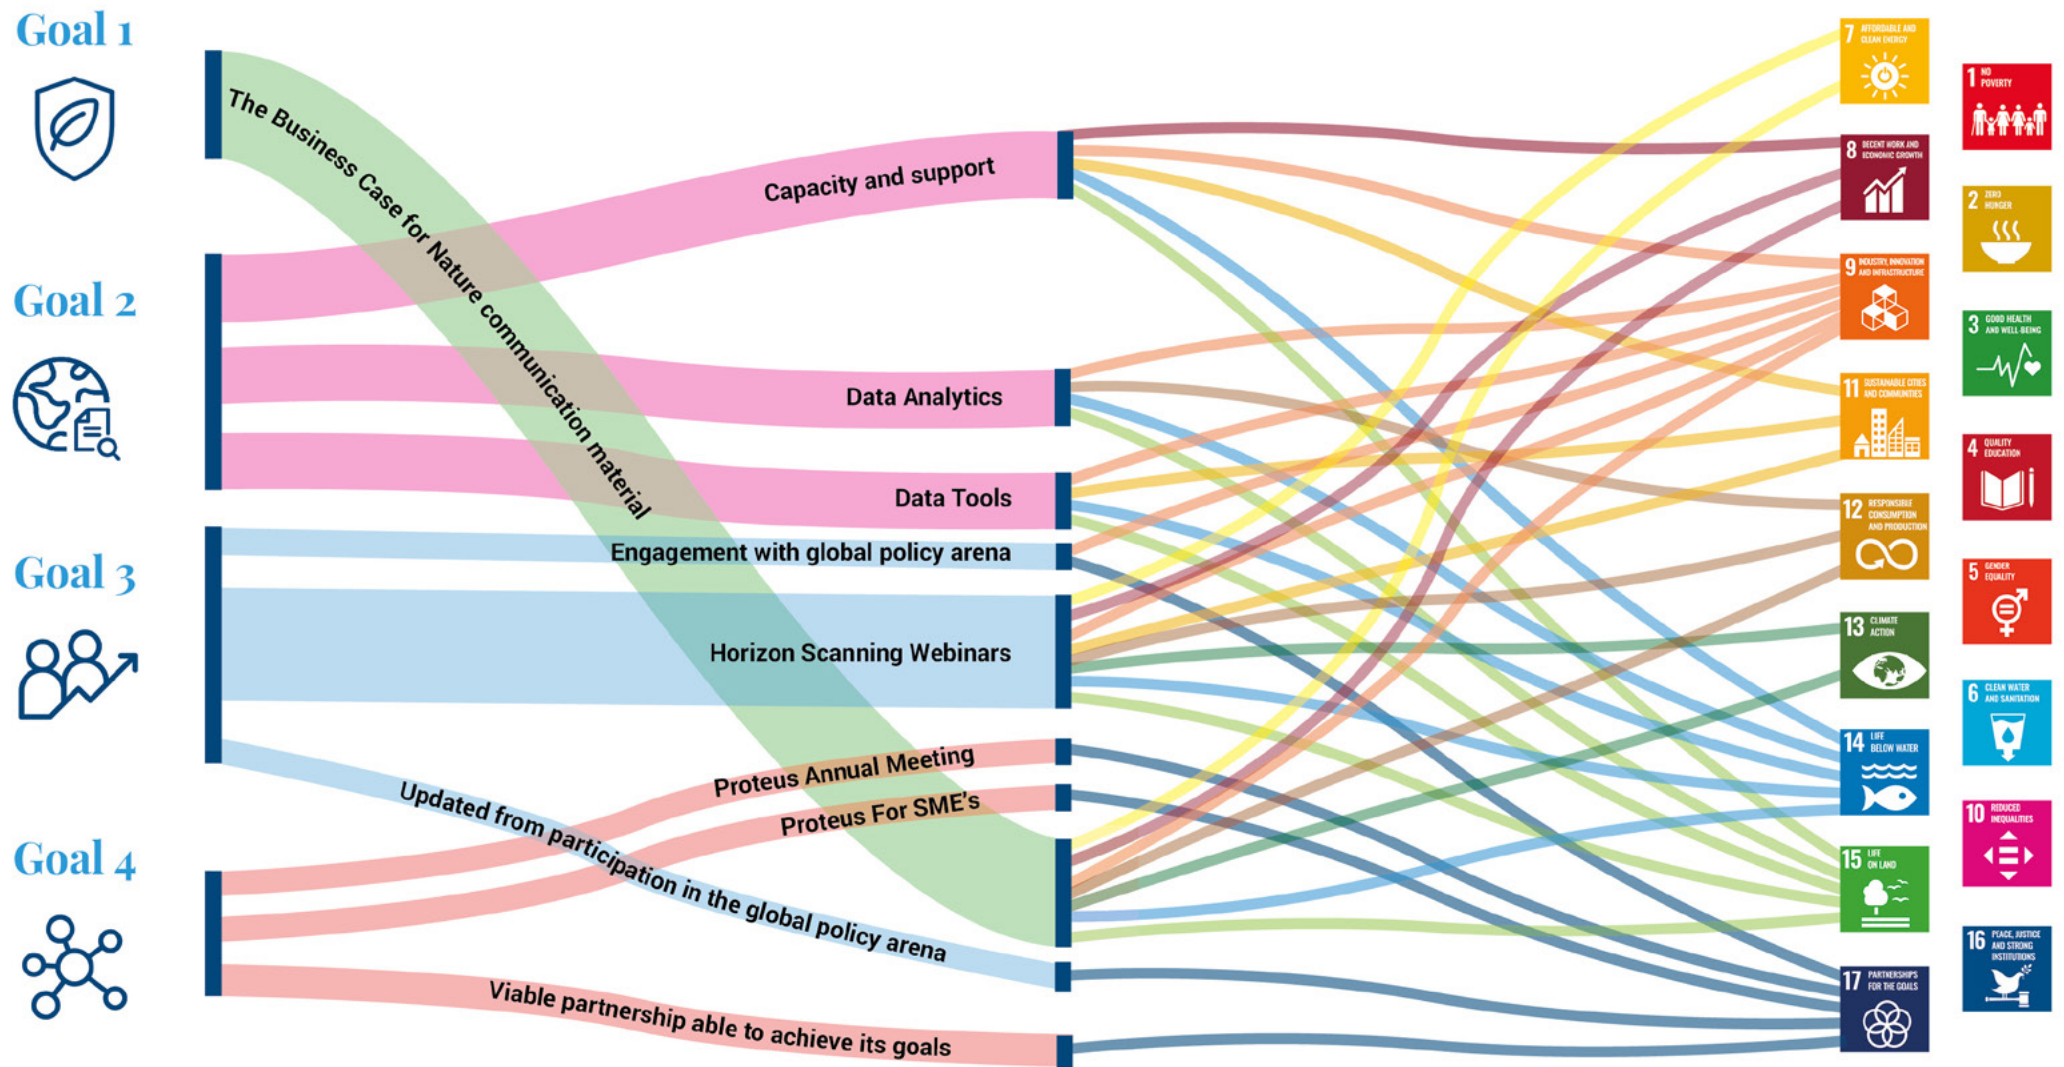 Goal 1
The Business Case for Nature communication material
Goal 2
Capacity and support
Data Analytics
Data Tools
Goal 3
Engagement with global policy arena
Horizon Scanning Webinars
Updated from participation in the global policy arena
Goal 4
Proteus Annual Meeting
Proteus For SME's
Viable partnership able to achieve its goals
7 AFFORDABLE AND
CLEAN ENERGY
8 DECENT WORK AND
ECONOMIC GROWTH
9 INDUSTRY, INNOVATION
AND INFRASTRUCTURE
11 SUSTAINABLE CITIES
AND COMMUNITIES
12 RESPONSIBLE
CONSUMPTION
AND PRODUCTION
13 CLIMATE
ACTION
14 LIFE
BELOW WATER
15 LIFE
ON LAND
17 PARTNERSHIPS
FOR THE GOALS
1 NO
POVERTY
2 ZERO
HUNGER
3 GOOD HEALTH
AND WELL-BEING
4 QUALITY
EDUCATION
5 GENDER
EQUALITY
6 CLEAN WATER
AND SANITATION
10 REDUCED
INEQUALITIES
16 PEACE, JUSTICE
AND STRONG
INSTITUTIONS